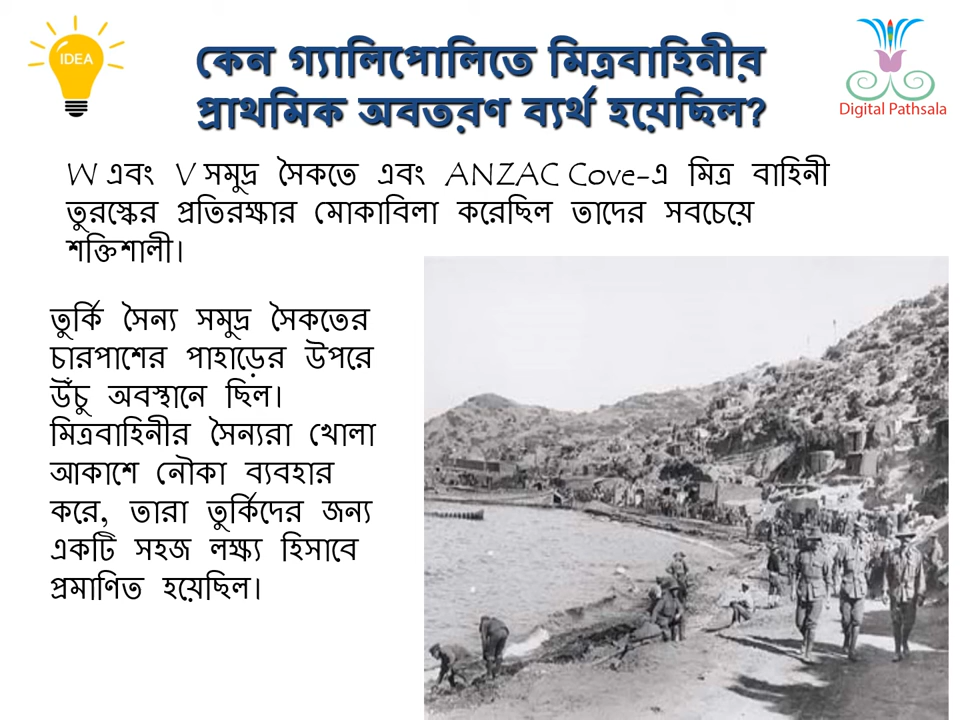 IDEA
কেন গ্যালিপোলিতে মিত্রবাহিনীর
প্রাথমিক অবতরণ ব্যর্থ হয়েছিল?
Digital Pathsala
W এবং V সমুদ্র সৈকতে এবং ANZAC Cove-এ মিত্র বাহিনী
তুরস্কের প্রতিরক্ষার মোকাবিলা করেছিল তাদের সবচেয়ে
শক্তিশালী।
তুর্কি সৈন্য সমুদ্র সৈকতের
চারপাশের পাহাড়ের উপরে
উঁচু অবস্থানে ছিল।
মিত্রবাহিনীর সৈন্যরা খোলা
আকাশে নৌকা ব্যবহার
করে, তারা তুর্কিদের জন্য
একটি সহজ লক্ষ্য হিসাবে
প্রমাণিত হয়েছিল।